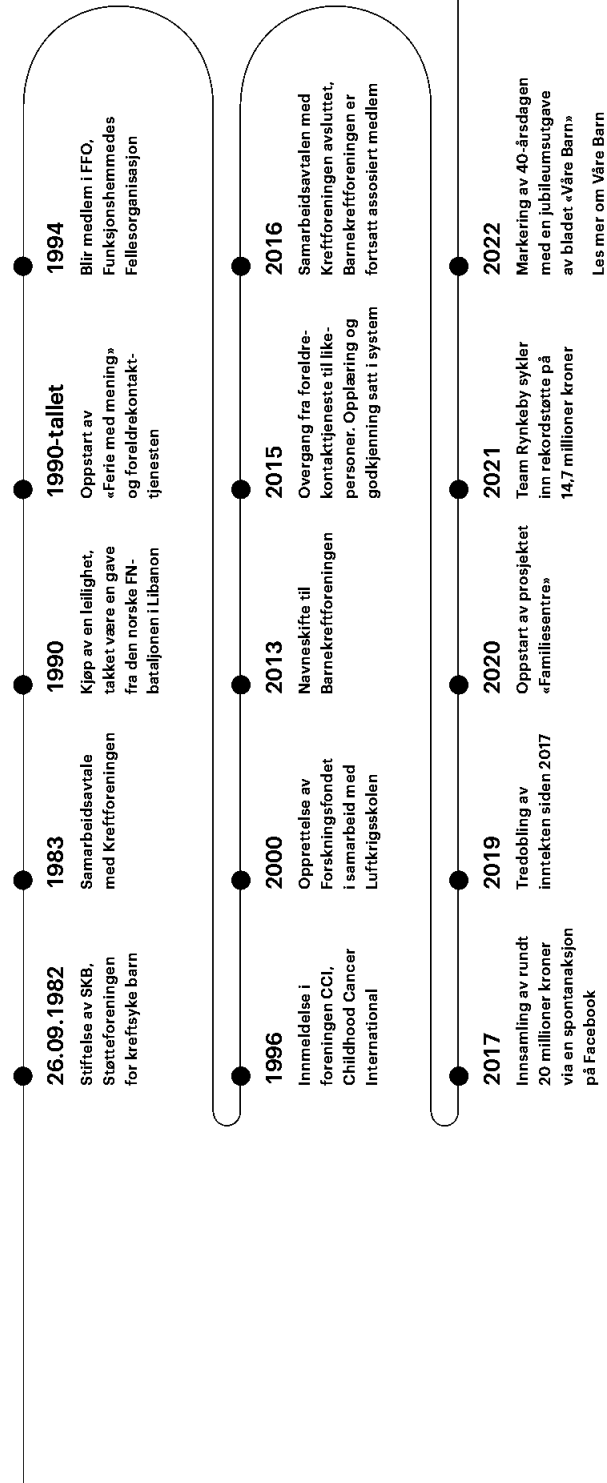 26.09.1982
Stiftelse av SKB,
Støtteforeningen
for kreftsyke barn
1983
Samarbeidsavtale
med Kreftforeningen
1990
Kjøp av en leilighet,
takket være en gave
fra den norske FN-
bataljonen i Libanon
1990-tallet
Oppstart av
«Ferie med mening»
og foreldrekontakt-
tjenesten
1994
Blir medlem i FFO,
Funksjonshemmedes
Fellesorganisasjon
1996
Innmeldelse i
foreningen CCI,
Childhood Cancer
International
2000
Opprettelse av
Forskningsfondet
i samarbeid med
Luftkrigsskolen
2013
Navneskifte til
Barnekreftforeningen
2015
Overgang fra foreldre-
kontakttjeneste til like-
personer. Opplæring og
godkjenning satt i system
2016
Samarbeidsavtalen med
Kreftforeningen avsluttet,
Barnekreftforeningen er
fortsatt assosiert medlem
2017
Innsamling av rundt
20 millioner kroner
via en spontanaksjon
på Facebook
2019
Tredobling av
inntekten siden 2017
2020
Oppstart av prosjektet
«Familiesentre»
2021
Team Rynkeby sykler
inn rekordstøtte på
14,7 millioner kroner
2022
Markering av 40-årsdagen
med en jubileumsutgave
av bladet «Våre Barn»
Les mer om Våre Barn